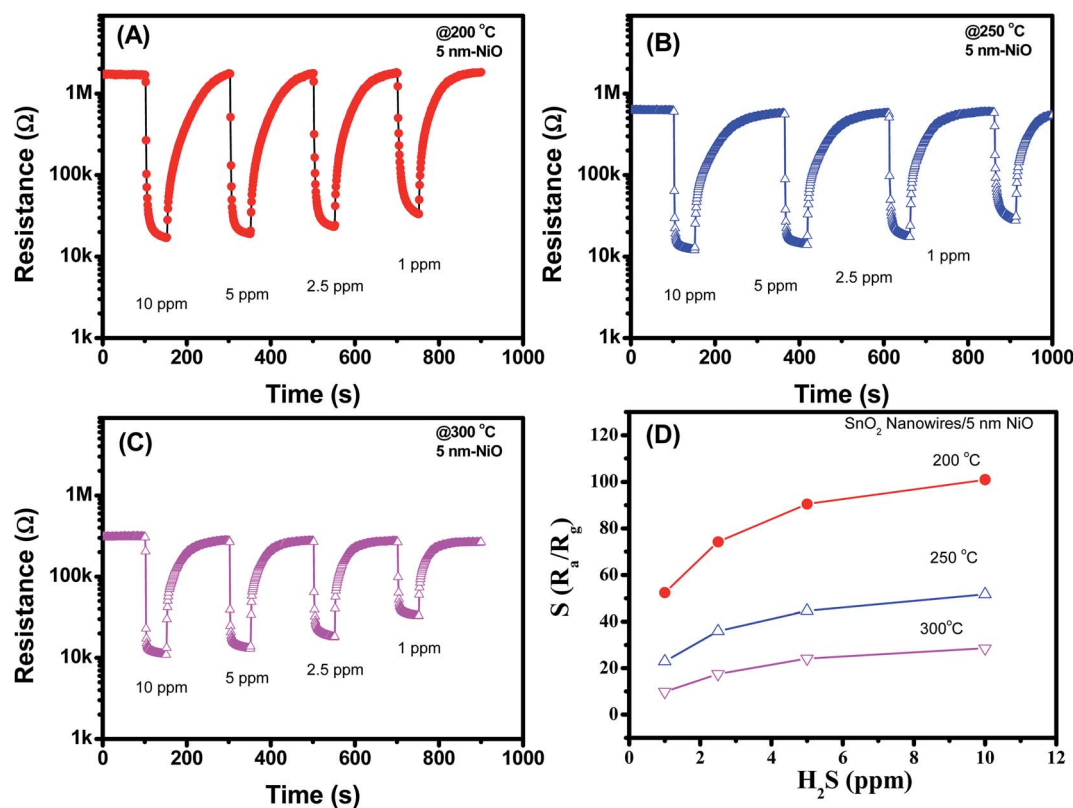 (A)
@200 °C
5 nm-NiO
1M
100k
10k
1k
Resistance (Ω)
10 ppm
5 ppm
2.5 ppm
1 ppm
0 200 400 600 800 1000
Time (s)
(B)
@250 °C
5 nm-NiO
1M
100k
10k
1k
Resistance (Ω)
10 ppm
5 ppm
2.5 ppm
1 ppm
0 200 400 600 800 1000
Time (s)
(C)
@300 °C
5 nm-NiO
1M
100k
10k
1k
Resistance (Ω)
10 ppm
5 ppm
2.5 ppm
1 ppm
0 200 400 600 800 1000
Time (s)
(D)
SnO₂ Nanowires/5 nm NiO
120
100
80
60
40
20
0
S (Rₐ/R_g)
200 °C
250 °C
300°C
0 2 4 6 8 10 12
H₂S (ppm)